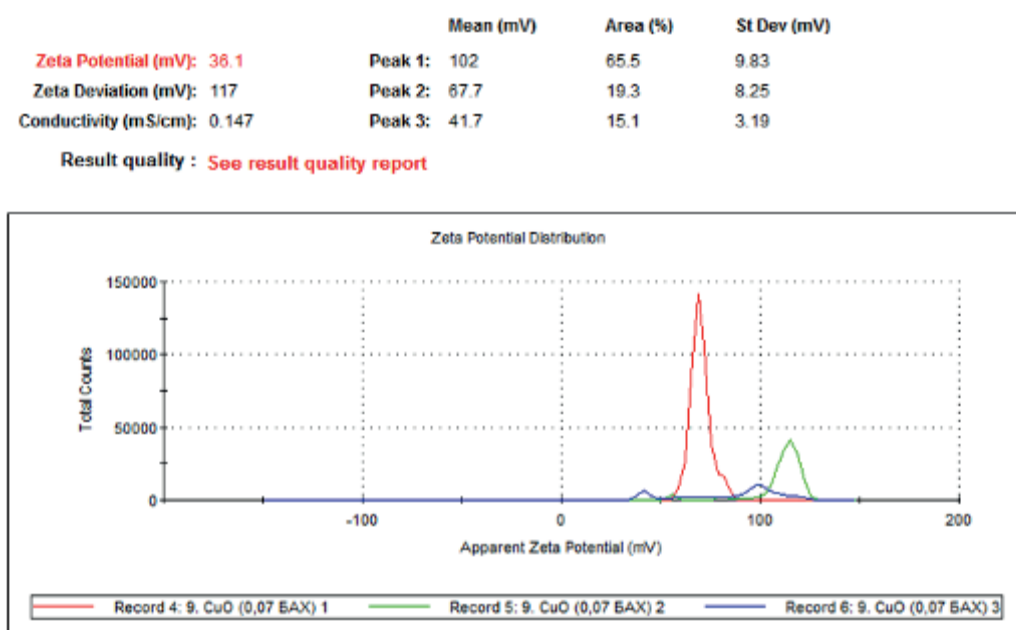 Mean (mV) Area (%) St Dev (mV)
Zeta Potential (mV): 36.1 Peak 1: 102 65.5 9.83
Zeta Deviation (mV): 117 Peak 2: 67.7 19.3 8.25
Conductivity (mS/cm): 0.147 Peak 3: 41.7 15.1 3.19
Result quality : See result quality report
Zeta Potential Distribution
150000
100000
50000
0
Total Counts
-100 0 100 200
Apparent Zeta Potential (mV)
Record 4: 9. CuO (0,07 БАХ) 1 Record 5: 9. CuO (0,07 БАХ) 2 Record 6: 9. CuO (0,07 БАХ) 3